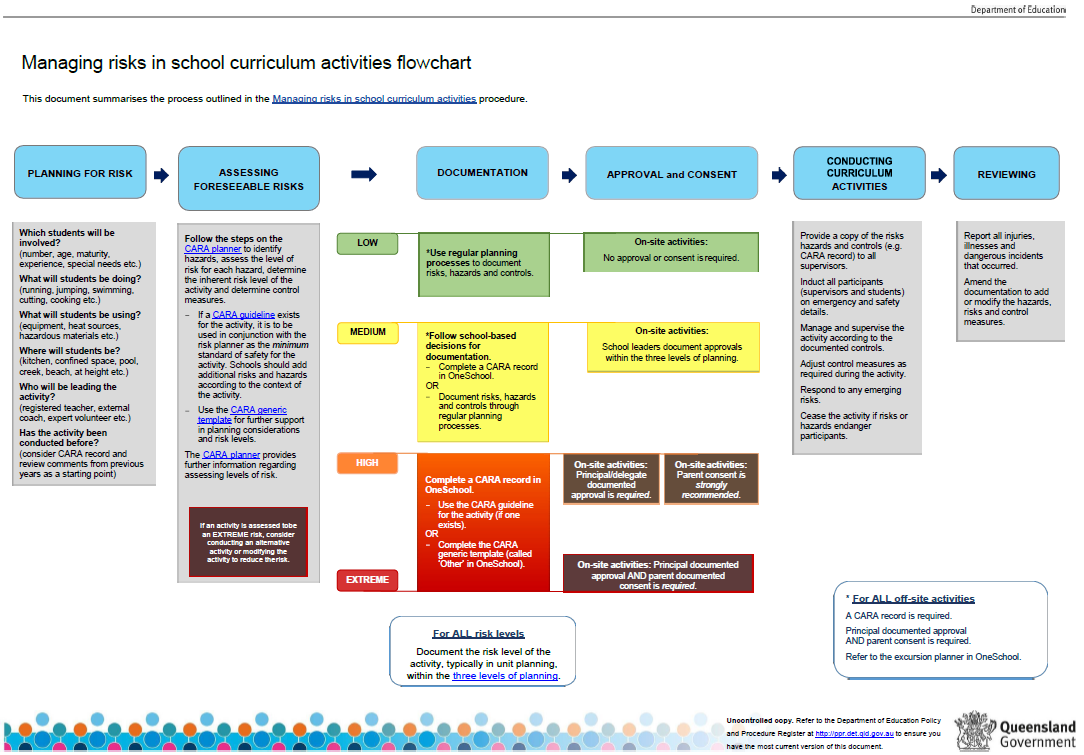 Department of Education
Managing risks in school curriculum activities flowchart
This document summarises the process outlined in the Managing risks in school curriculum activities procedure.
PLANNING FOR RISK
ASSESSING
FORESEEABLE RISKS
DOCUMENTATION
APPROVAL and CONSENT
CONDUCTING
CURRICULUM
ACTIVITIES
REVIEWING
Which students will be
involved?
(number, age, maturity,
experience, special needs etc.)
What will students be doing?
(running, jumping, swimming,
cutting, cooking etc.)
What will students be using?
(equipment, heat sources,
hazardous materials etc.)
Where will students be?
(kitchen, confined space, pool,
creek, beach, at height etc.)
Who will be leading the
activity?
(registered teacher, external
coach, expert volunteer etc.)
Has the activity been
conducted before?
(consider CARA record and
review comments from previous
years as a starting point)
Follow the steps on the
CARA planner to identify
hazards, assess the level of
risk for each hazard, determine
the inherent risk level of the
activity and determine control
measures.
– If a CARA guideline exists
for the activity, it is to be
used in conjunction with the
risk planner as the minimum
standard of safety for the
activity. Schools should add
additional risks and hazards
according to the context of
the activity.
– Use the CARA generic
template for further support
in planning considerations
and risk levels.
The CARA planner provides
further information regarding
assessing levels of risk.
If an activity is assessed tobe
an EXTREME risk, consider
conducting an alternative
activity or modifying the
activity to reduce the risk.
LOW
*Use regular planning
processes to document
risks, hazards and controls.
On-site activities:
No approval or consent is required.
MEDIUM
*Follow school-based
decisions for
documentation.
– Complete a CARA record
in OneSchool.
OR
– Document risks, hazards
and controls through
regular planning
processes.
On-site activities:
School leaders document approvals
within the three levels of planning.
HIGH
Complete a CARA record in
OneSchool.
– Use the CARA guideline
for the activity (if one
exists).
OR
– Complete the CARA
generic template (called
'Other' in OneSchool).
On-site activities:
Principal/delegate
documented
approval is required.
On-site activities:
Parent consent is
strongly
recommended.
EXTREME
On-site activities: Principal documented
approval AND parent documented
consent is required.
Provide a copy of the risks
hazards and controls (e.g.
CARA record) to all
supervisors.
Induct all participants
(supervisors and students)
on emergency and safety
details.
Manage and supervise the
activity according to the
documented controls.
Adjust control measures as
required during the activity.
Respond to any emerging
risks.
Cease the activity if risks or
hazards endanger
participants.
Report all injuries,
illnesses and
dangerous incidents
that occurred.
Amend the
documentation to add
or modify the hazards,
risks and control
measures.
For ALL risk levels
Document the risk level of the
activity, typically in unit planning,
within the three levels of planning.
* For ALL off-site activities
A CARA record is required.
Principal documented approval
AND parent consent is required.
Refer to the excursion planner in OneSchool.
Uncontrolled copy. Refer to the Department of Education Policy
and Procedure Register at http://ppr.det.qld.gov.au to ensure you
have the most current version of this document.
Queensland
Government